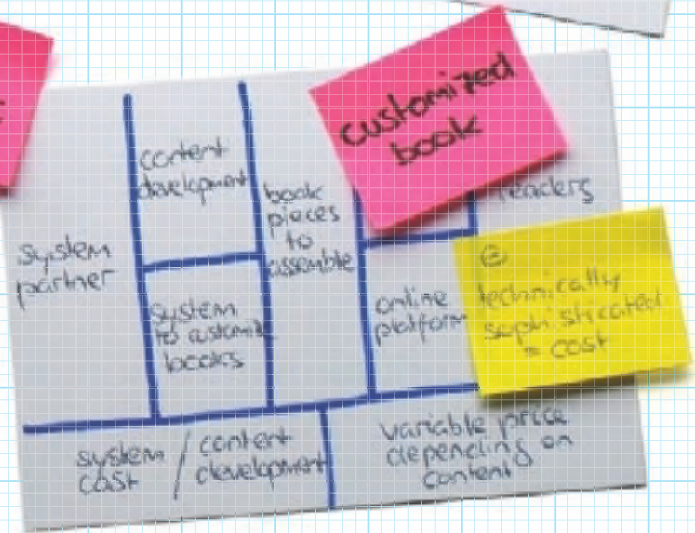 customized
book
content
development
book
pieces
to
assemble
readers
system
partner
system
to customize
books
online
platform
technically
sophisticated
= cost
system
cost
/
content
development
variable price
depending on
content